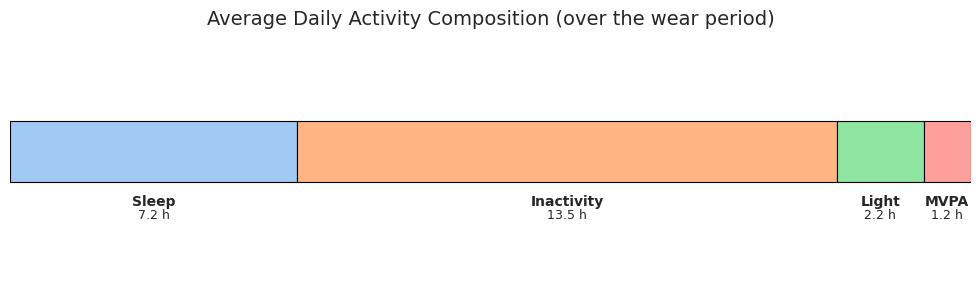 Average Daily Activity Composition (over the wear period)
Sleep
7.2 h
Inactivity
13.5 h
Light
2.2 h
MVPA
1.2 h